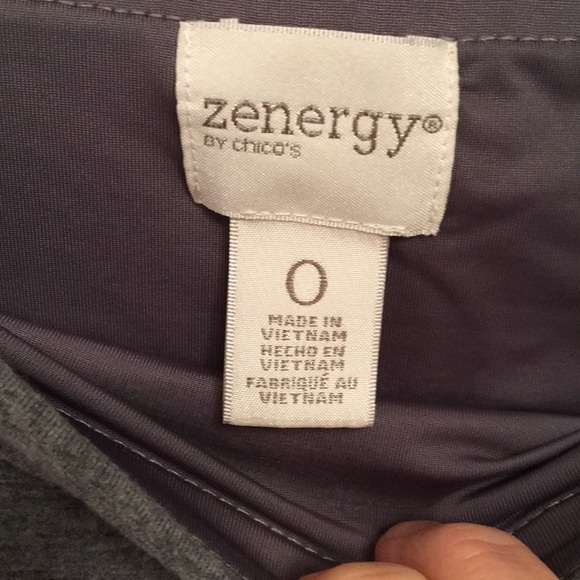 zenergy®
BY chico's
0
MADE IN
VIETNAM
HECHO EN
VIETNAM
FABRIQUÉ AU
VIETNAM